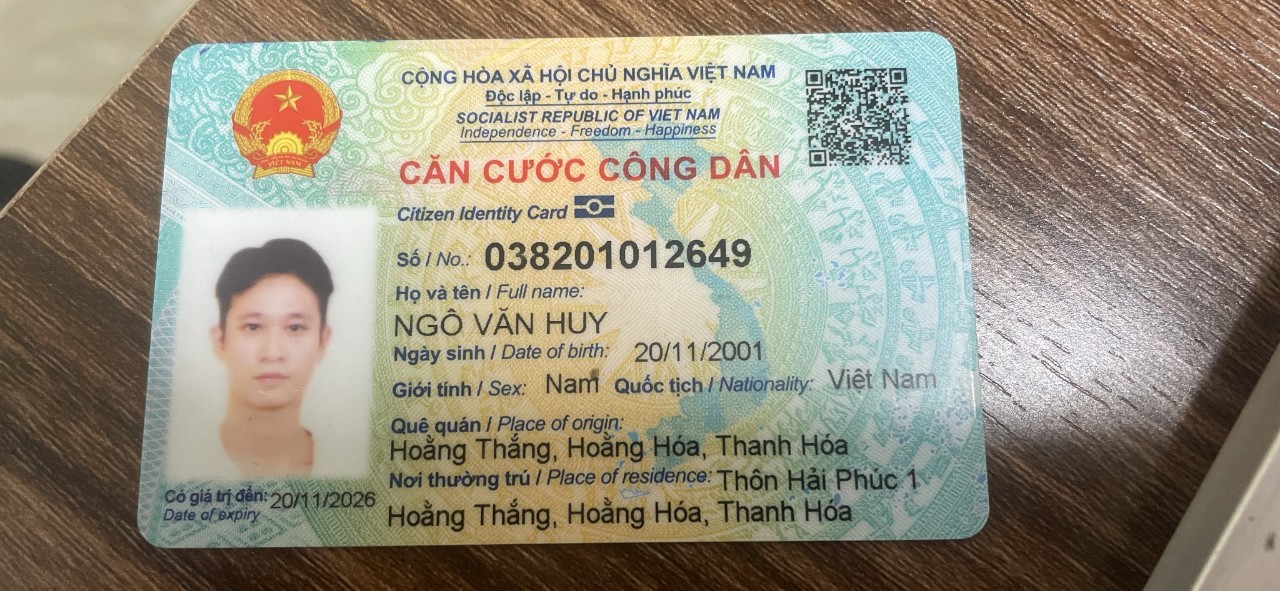 CỘNG HÒA XÃ HỘI CHỦ NGHĨA VIỆT NAM
Độc lập - Tự do - Hạnh phúc
SOCIALIST REPUBLIC OF VIET NAM
Independence - Freedom - Happiness
CĂN CƯỚC CÔNG DÂN
Citizen Identity Card
Số / No.: 038201012649
Họ và tên / Full name:
NGÔ VĂN HUY
Ngày sinh / Date of birth: 20/11/2001
Giới tính / Sex: Nam Quốc tịch / Nationality: Việt Nam
Quê quán / Place of origin:
Hoằng Thắng, Hoằng Hóa, Thanh Hóa
Nơi thường trú / Place of residence: Thôn Hải Phúc 1
Hoằng Thắng, Hoằng Hóa, Thanh Hóa
Có giá trị đến: 20/11/2026
Date of expiry
VIỆT NAM